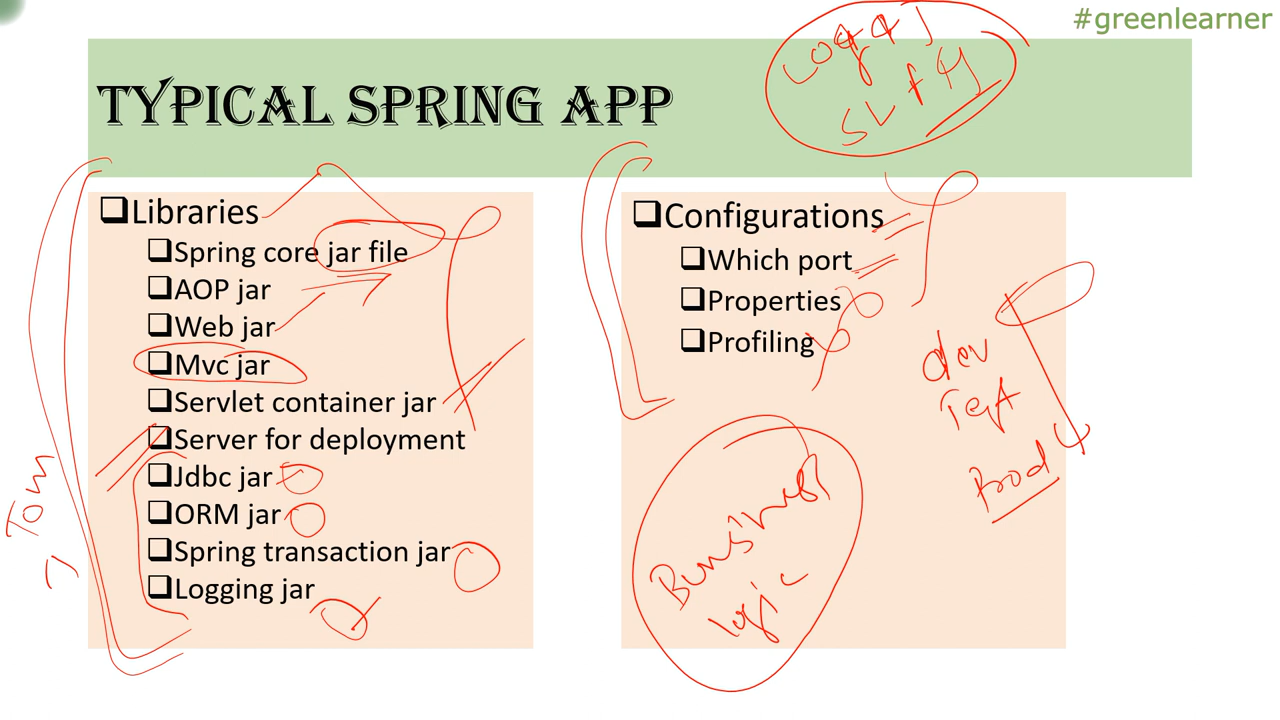 #greenlearner
TYPICAL SPRING APP
Log4J
SLf4J
Libraries
Spring core jar file
AOP jar
Web jar
Mvc jar
Servlet container jar
Server for deployment
Jdbc jar
ORM jar
Spring transaction jar
Logging jar
Tom
Configurations
Which port
Properties
Profiling
dev
Test
Prod
Business
logic